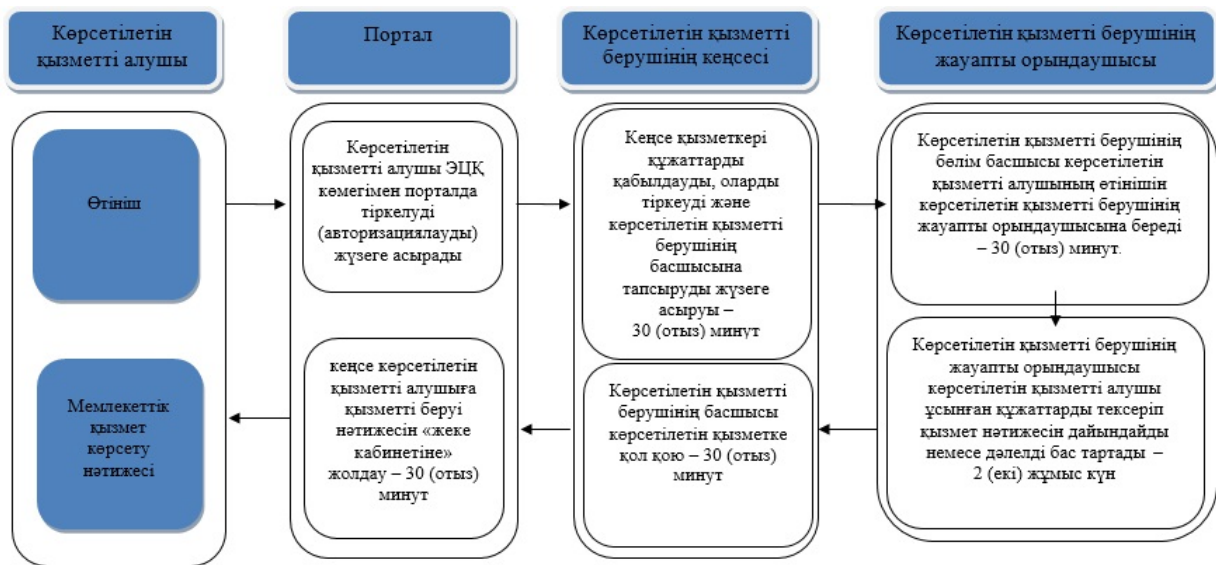 Көрсетілетін
қызметті алушы
Портал
Көрсетілетін қызметті
берушінің кеңсесі
Көрсетілетін қызметті берушінің
жауапты орындаушысы
Өтініш
Көрсетілетін
қызметті алушы ЭЦҚ
көмегімен порталда
тіркелуді
(авторизациялауды)
жүзеге асырады
Кеңсе қызметкері
құжаттарды
қабылдауды, оларды
тіркеуді және
көрсетілетін қызметті
берушінің
басшысына
тапсыруды жүзеге
асыруы –
30 (отыз) минут
Көрсетілетін қызметті берушінің
бөлім басшысы көрсетілетін
қызметті алушының өтінішін
көрсетілетін қызметті берушінің
жауапты орындаушысына береді
– 30 (отыз) минут.
Көрсетілетін қызметті берушінің
жауапты орындаушысы
көрсетілетін қызметті алушы
ұсынған құжаттарды тексеріп
қызмет нәтижесін дайындайды
немесе дәлелді бас тартады –
2 (екі) жұмыс күн
Көрсетілетін қызметті
берушінің басшысы
көрсетілетін қызметке
қол қою – 30 (отыз)
минут
кеңсе көрсетілетін
қызметті алушыға
қызметті беруі
нәтижесін «жеке
кабинетіне»
жолдау – 30 (отыз)
минут
Мемлекеттік
қызмет
көрсету
нәтижесі